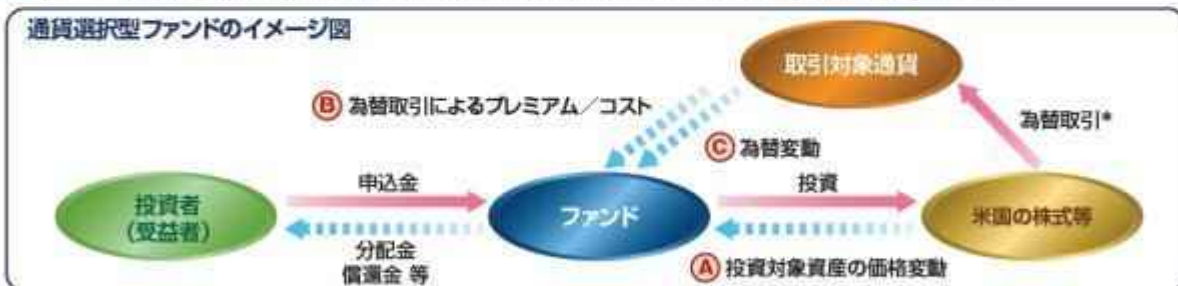 通貨選択型ファンドのイメージ図
取引対象通貨
Ⓑ 為替取引によるプレミアム／コスト
為替取引*
Ⓒ 為替変動
申込金
投資
投資者
(受益者)
ファンド
米国の株式等
分配金
償還金 等
Ⓐ 投資対象資産の価格変動